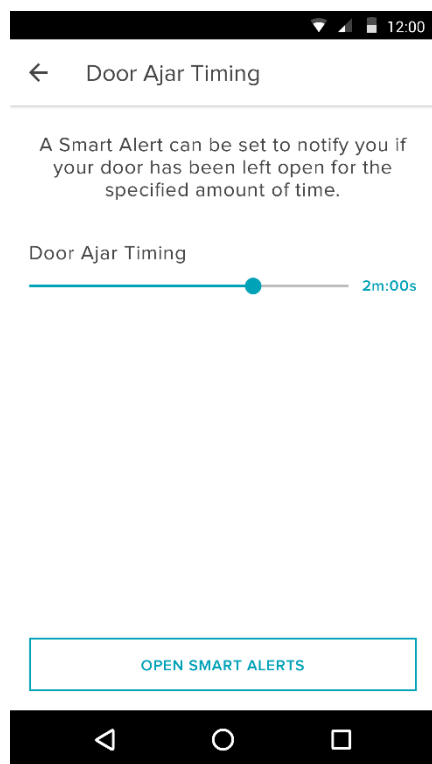 12:00
Door Ajar Timing
A Smart Alert can be set to notify you if
your door has been left open for the
specified amount of time.
Door Ajar Timing
2m:00s
OPEN SMART ALERTS